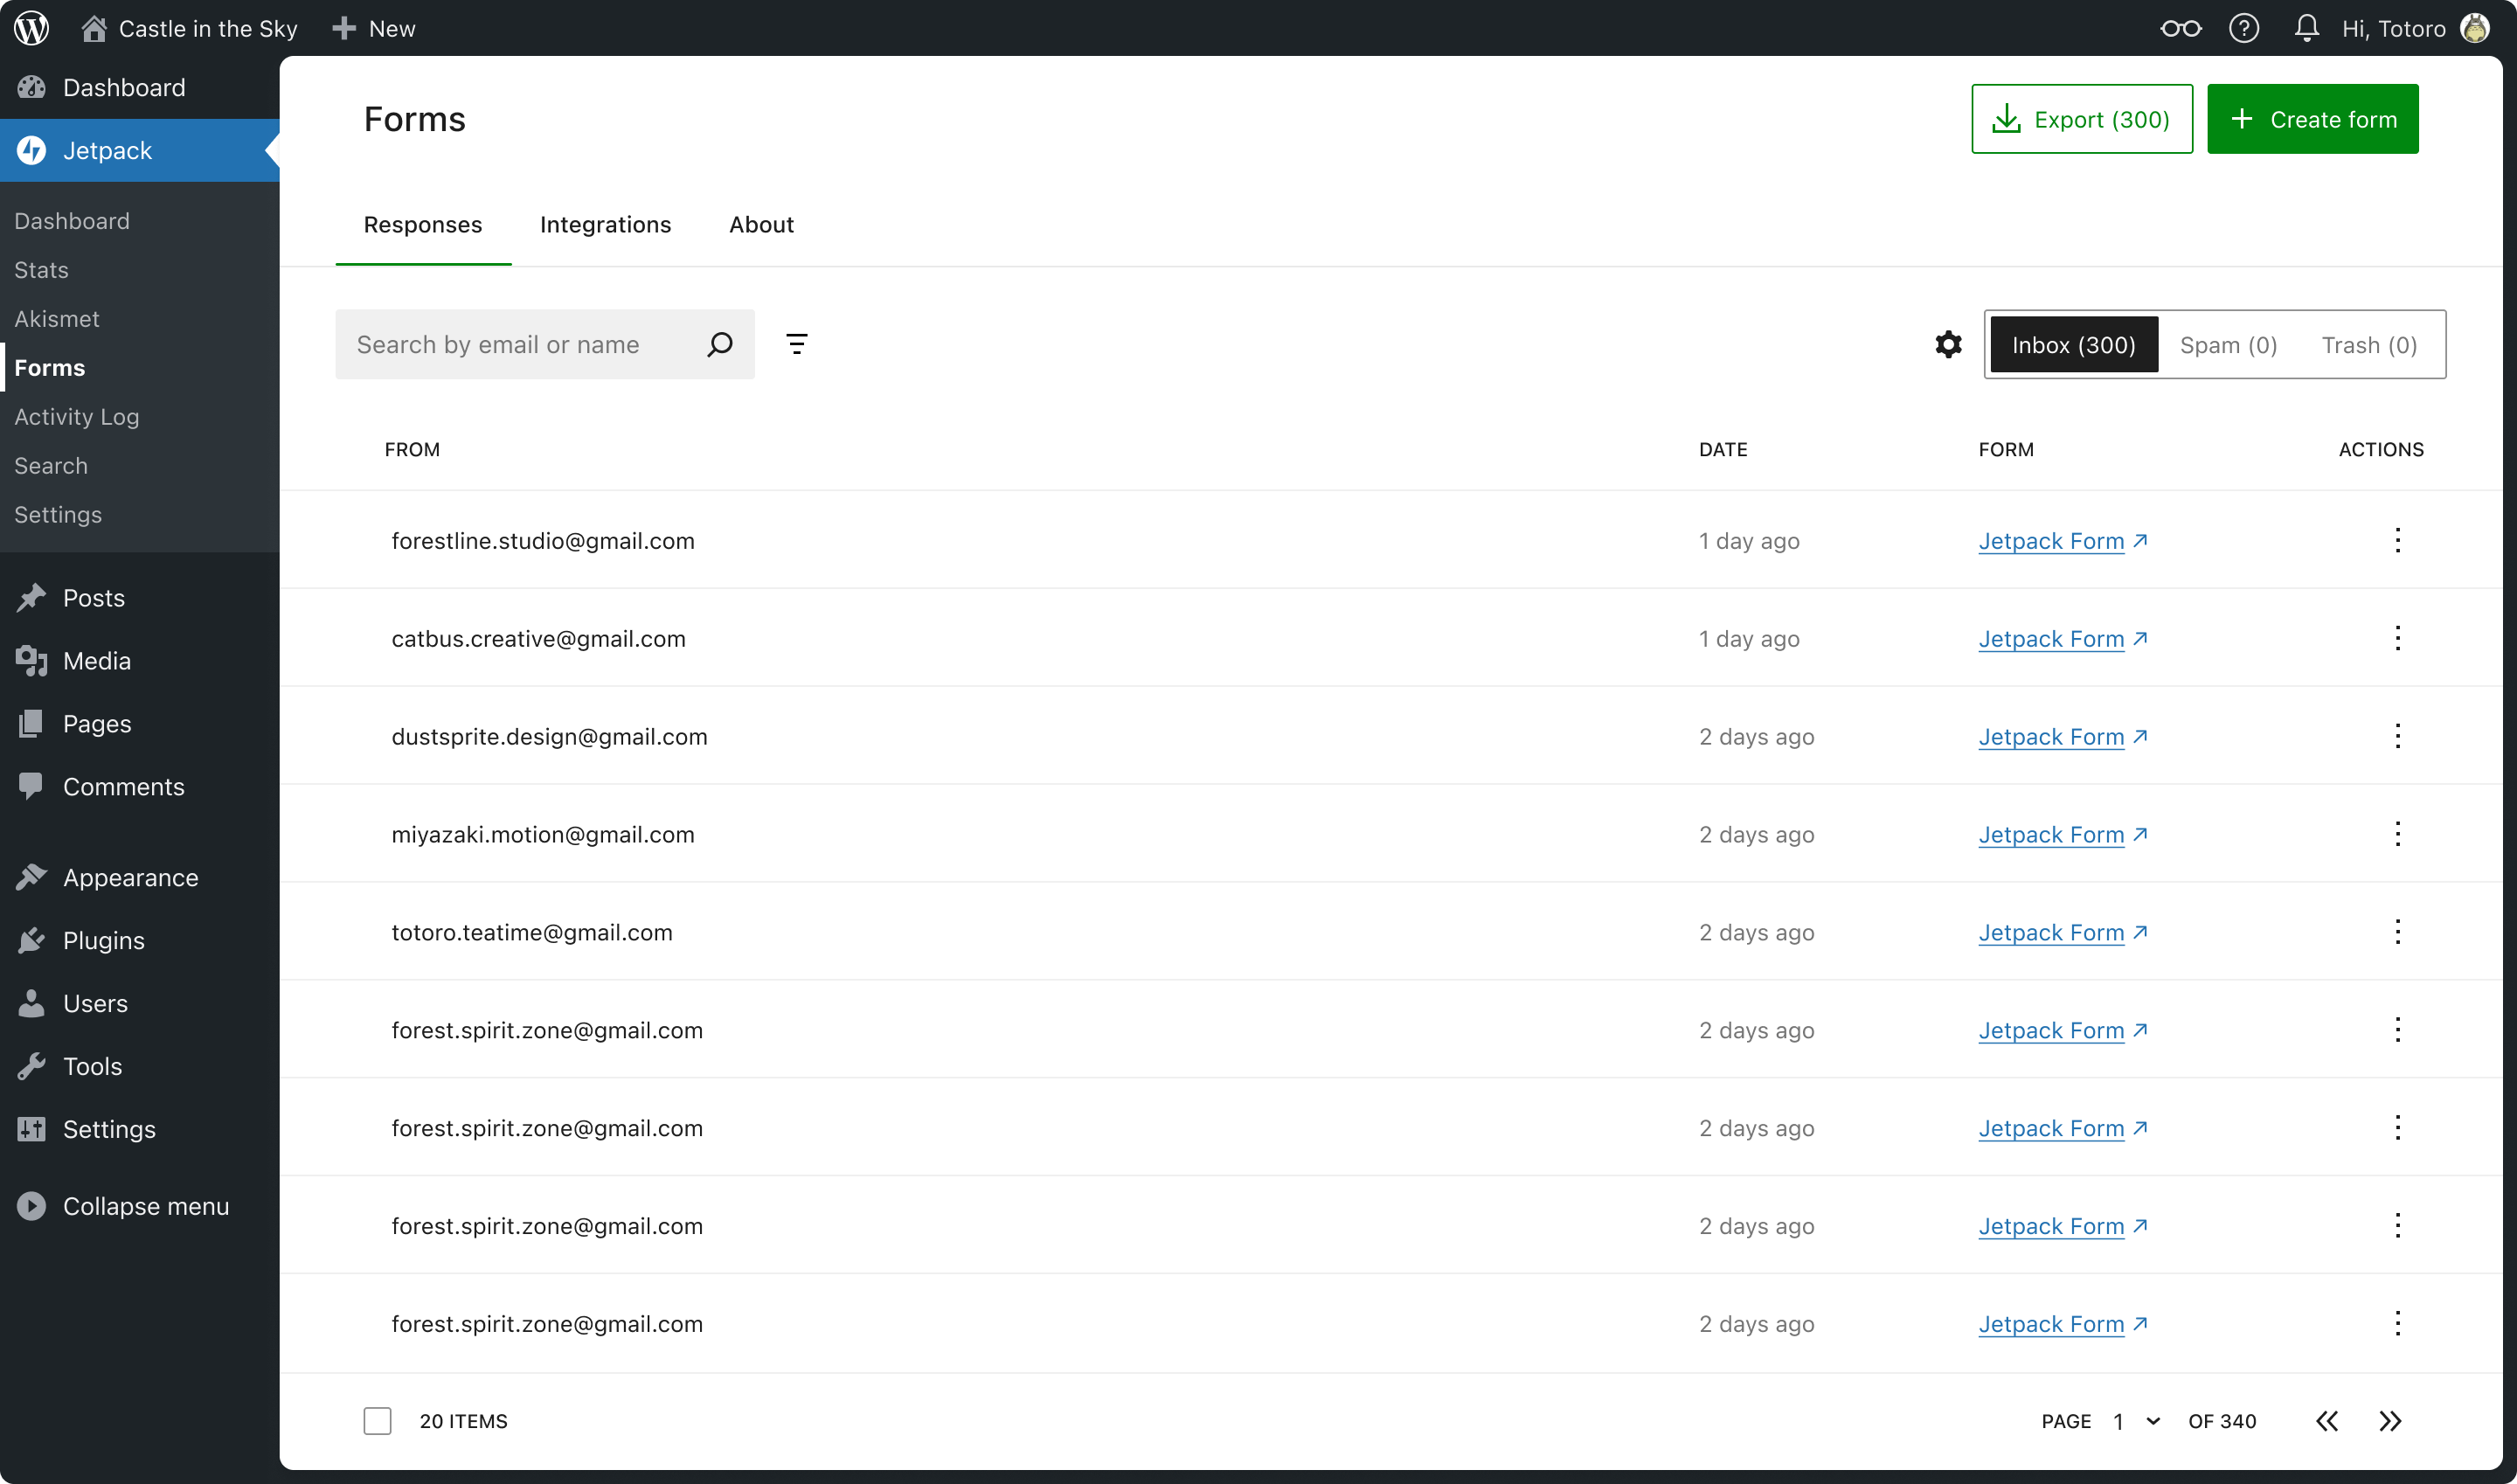 Castle in the Sky
New
Hi, Totoro
Dashboard
Jetpack
Dashboard
Stats
Akismet
Forms
Activity Log
Search
Settings
Posts
Media
Pages
Comments
Appearance
Plugins
Users
Tools
Settings
Collapse menu
Forms
Export (300)
Create form
Responses Integrations About
Search by email or name
Inbox (300) Spam (0) Trash (0)
FROM DATE FORM ACTIONS
forestline.studio@gmail.com 1 day ago Jetpack Form
catbus.creative@gmail.com 1 day ago Jetpack Form
dustsprite.design@gmail.com 2 days ago Jetpack Form
miyazaki.motion@gmail.com 2 days ago Jetpack Form
totoro.teatime@gmail.com 2 days ago Jetpack Form
forest.spirit.zone@gmail.com 2 days ago Jetpack Form
forest.spirit.zone@gmail.com 2 days ago Jetpack Form
forest.spirit.zone@gmail.com 2 days ago Jetpack Form
forest.spirit.zone@gmail.com 2 days ago Jetpack Form
20 ITEMS PAGE 1 OF 340